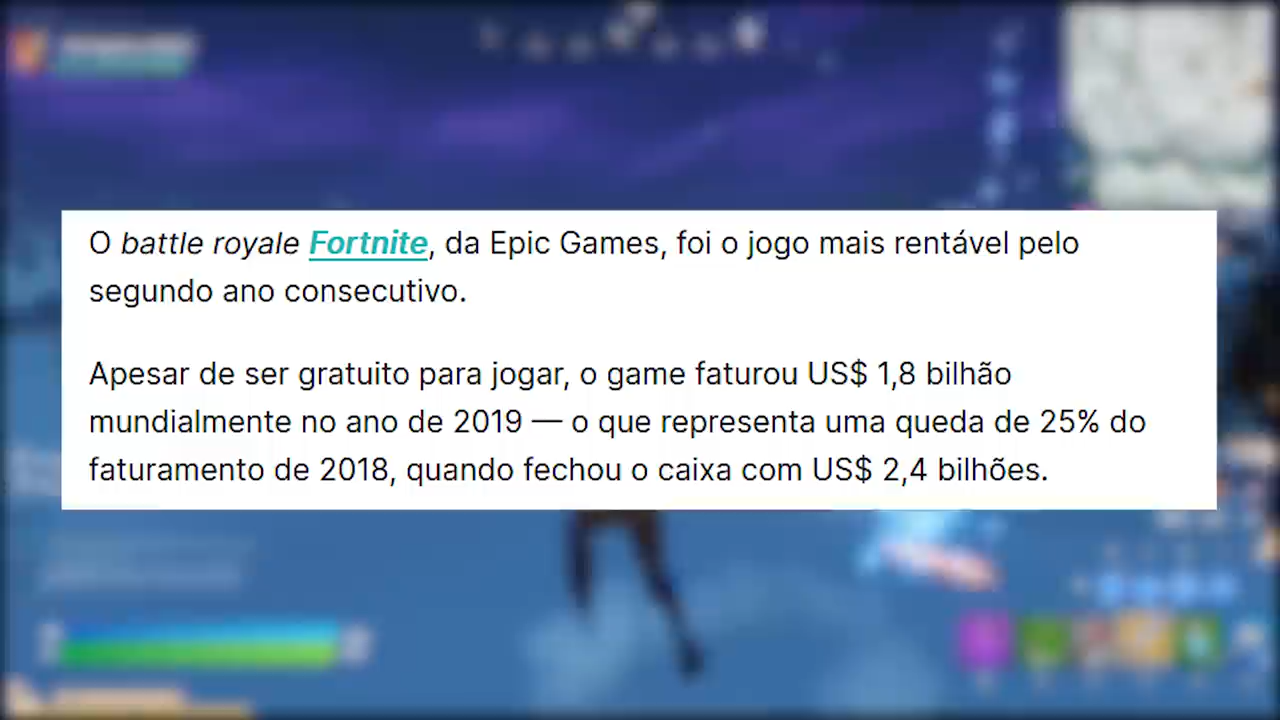 O battle royale Fortnite, da Epic Games, foi o jogo mais rentável pelo
segundo ano consecutivo.
Apesar de ser gratuito para jogar, o game faturou US$ 1,8 bilhão
mundialmente no ano de 2019 — o que representa uma queda de 25% do
faturamento de 2018, quando fechou o caixa com US$ 2,4 bilhões.